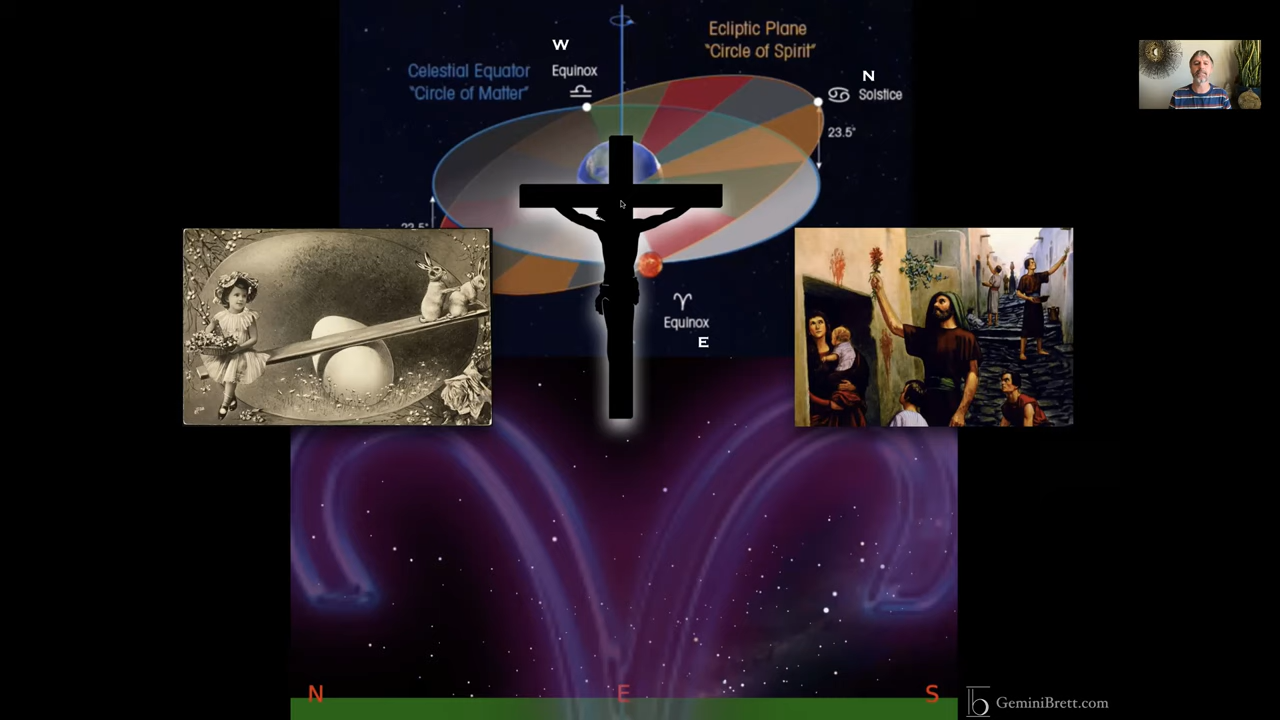 Ecliptic Plane
"Circle of Spirit"
W
Celestial Equator
"Circle of Matter"
Equinox
♎
N
♋ Solstice
23.5°
23.5°
♈
Equinox
E
N
E
S
GeminiBrett.com